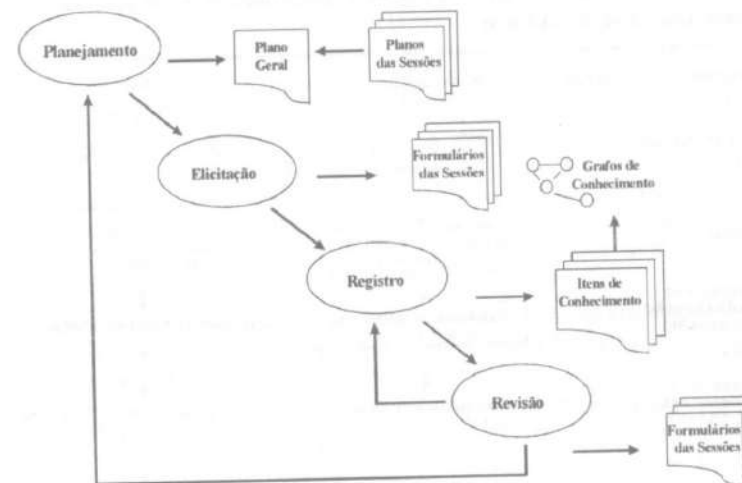 Planejamento
Plano
Geral
Planos
das Sessões
Elicitação
Formulários
das Sessões
Grafos de
Conhecimento
Registro
Itens de
Conhecimento
Revisão
Formulários
das Sessões